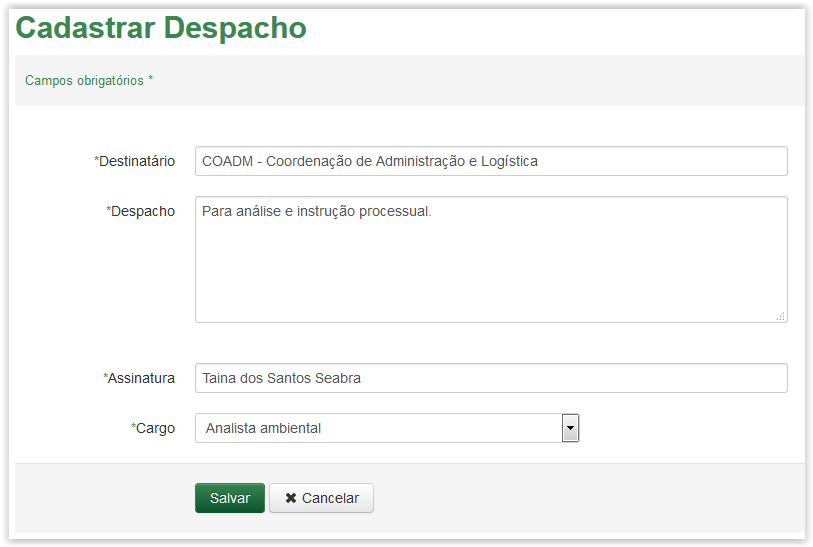 Cadastrar Despacho
Campos obrigatórios *
*Destinatário COADM - Coordenação de Administração e Logística
*Despacho Para análise e instrução processual.
*Assinatura Taina dos Santos Seabra
*Cargo Analista ambiental
Salvar ✖ Cancelar